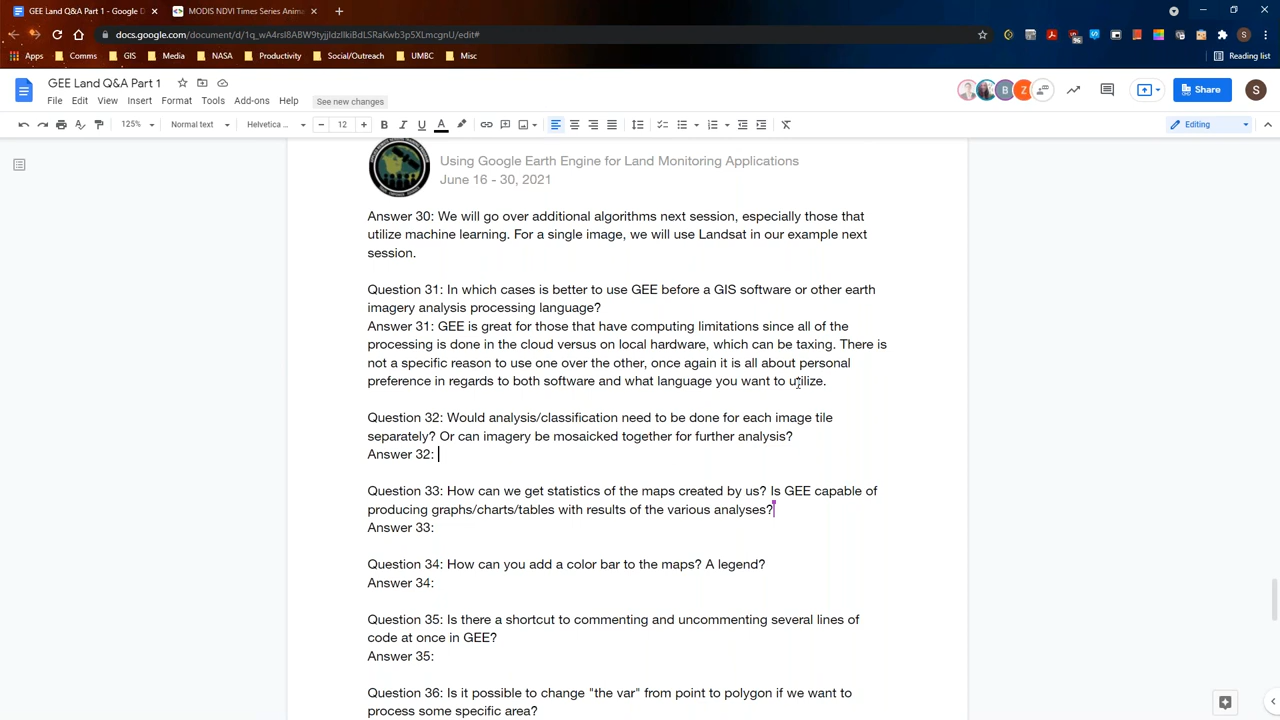 GEE Land Q&A Part 1 - Google D
MODIS NDVI Times Series Anima
docs.google.com/document/d/1q_wA4rsI8ABW9tyjjIdzIIkiBdLSRaKwb3p5XLmcgnU/edit#
Apps Comms GIS Media NASA Productivity Social/Outreach UMBC Misc Reading list
GEE Land Q&A Part 1
File Edit View Insert Format Tools Add-ons Help See new changes
B Z Share S
125% Normal text Helvetica ... 12 B I U A Editing
Using Google Earth Engine for Land Monitoring Applications
June 16 - 30, 2021
Answer 30: We will go over additional algorithms next session, especially those that
utilize machine learning. For a single image, we will use Landsat in our example next
session.
Question 31: In which cases is better to use GEE before a GIS software or other earth
imagery analysis processing language?
Answer 31: GEE is great for those that have computing limitations since all of the
processing is done in the cloud versus on local hardware, which can be taxing. There is
not a specific reason to use one over the other, once again it is all about personal
preference in regards to both software and what language you want to utilize.
Question 32: Would analysis/classification need to be done for each image tile
separately? Or can imagery be mosaicked together for further analysis?
Answer 32:
Question 33: How can we get statistics of the maps created by us? Is GEE capable of
producing graphs/charts/tables with results of the various analyses?
Answer 33:
Question 34: How can you add a color bar to the maps? A legend?
Answer 34:
Question 35: Is there a shortcut to commenting and uncommenting several lines of
code at once in GEE?
Answer 35:
Question 36: Is it possible to change "the var" from point to polygon if we want to
process some specific area?